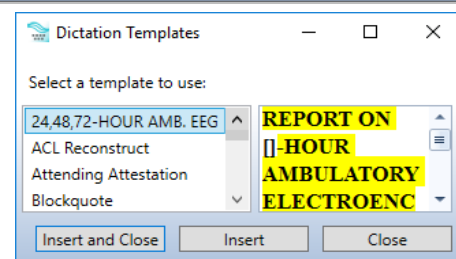 Dictation Templates
Select a template to use:
24,48,72-HOUR AMB. EEG
ACL Reconstruct
Attending Attestation
Blockquote
REPORT ON
[]-HOUR
AMBULATORY
ELECTROENC
Insert and Close
Insert
Close